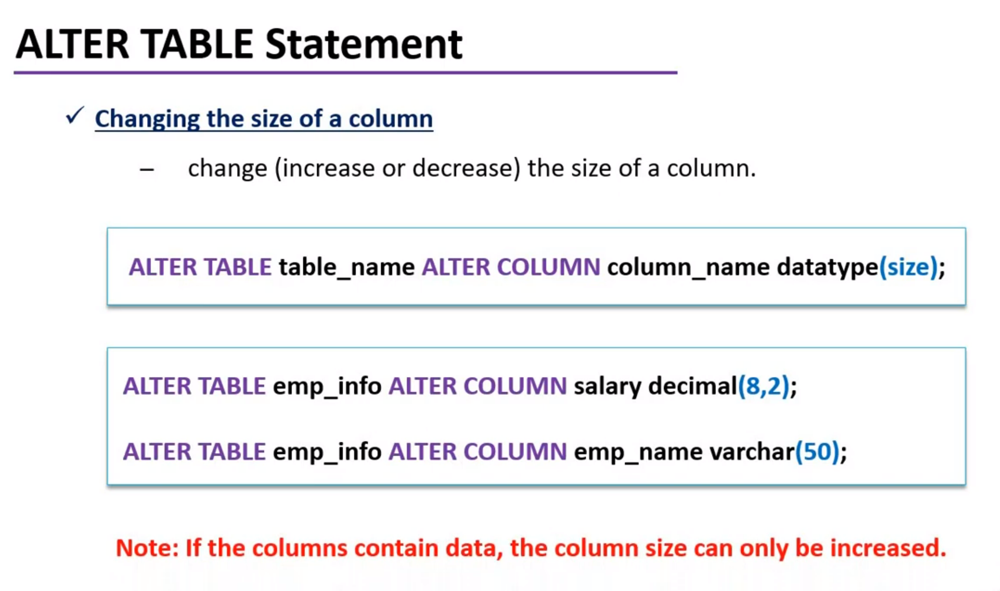 ALTER TABLE Statement
✓ Changing the size of a column
– change (increase or decrease) the size of a column.
ALTER TABLE table_name ALTER COLUMN column_name datatype(size);
ALTER TABLE emp_info ALTER COLUMN salary decimal(8,2);
ALTER TABLE emp_info ALTER COLUMN emp_name varchar(50);
Note: If the columns contain data, the column size can only be increased.